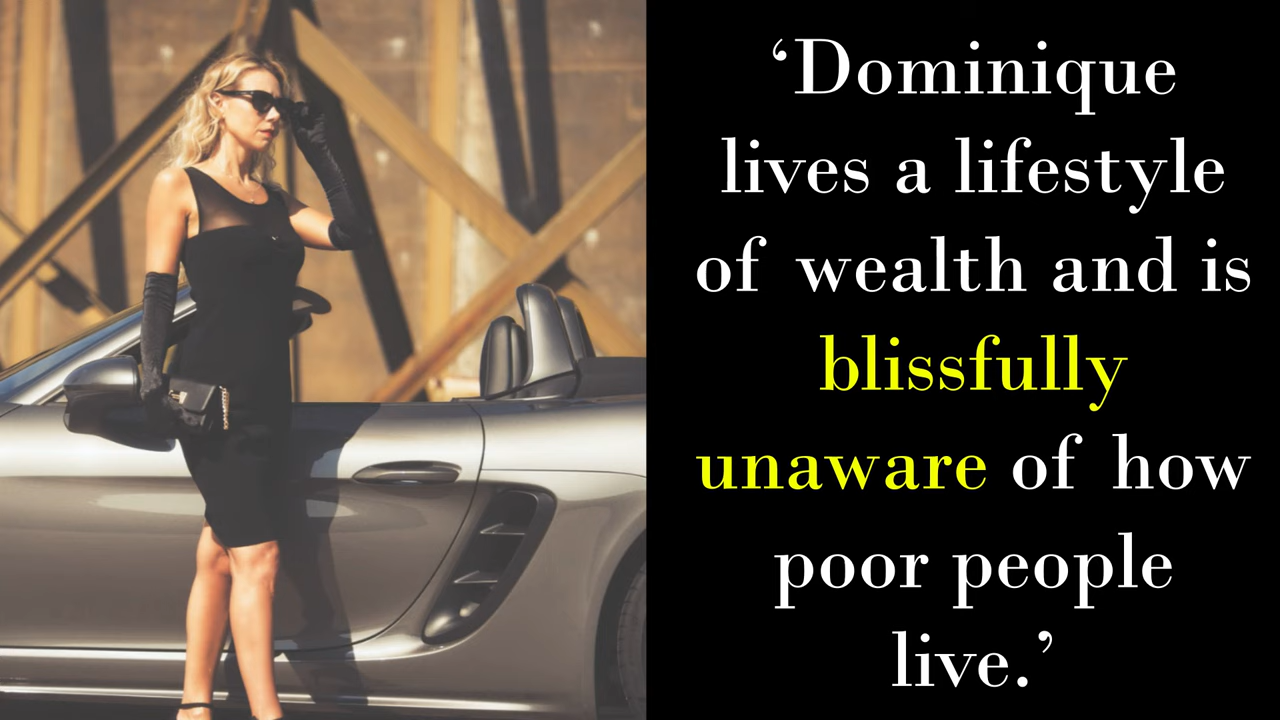 ‘Dominique
lives a lifestyle
of wealth and is
blissfully
unaware of how
poor people
live.’